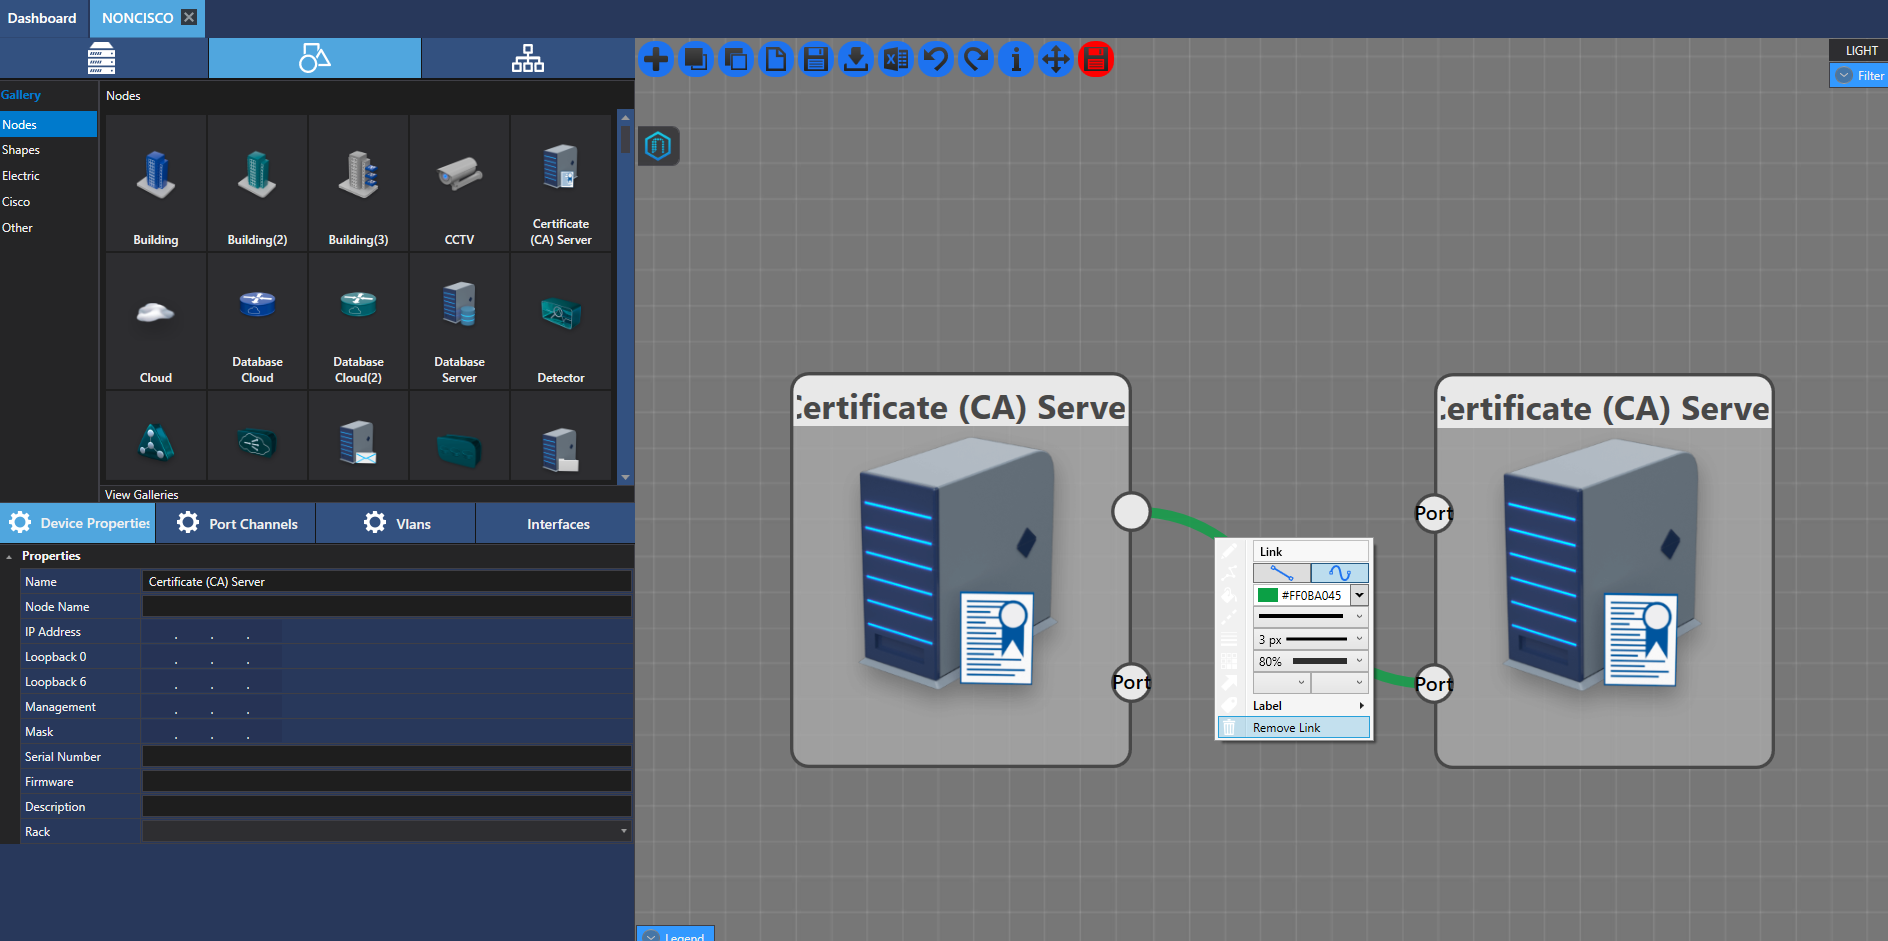 Dashboard
NONCISCO
LIGHT
Filter
Gallery
Nodes
Shapes
Electric
Cisco
Other
Nodes
Building
Building(2)
Building(3)
CCTV
Certificate
(CA) Server
Cloud
Database
Cloud
Database
Cloud(2)
Database
Server
Detector
View Galleries
Device Properties
Port Channels
Vlans
Interfaces
Properties
Name
Certificate (CA) Server
Node Name
IP Address
. . .
Loopback 0
. . .
Loopback 6
. . .
Management
. . .
Mask
. . .
Serial Number
Firmware
Description
Rack
Certificate (CA) Serve
Port
Link
#FF0BA045
3 px
80%
Label
Remove Link
Certificate (CA) Serve
Port
Port
Legend